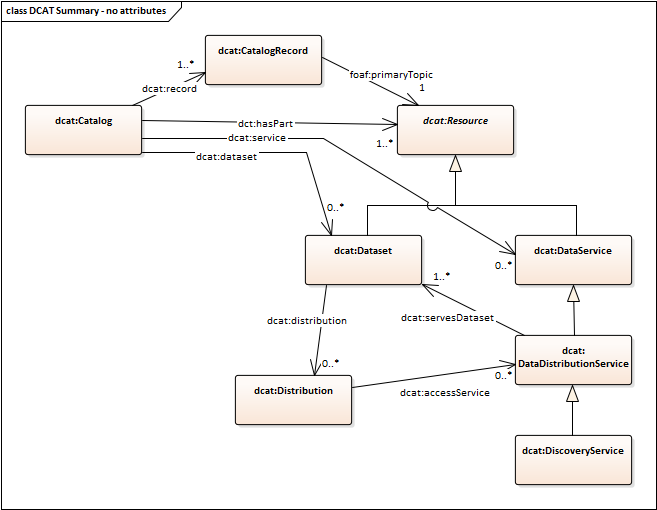 class DCAT Summary - no attributes
dcat:CatalogRecord
1..*
foaf:primaryTopic
dcat:record
1
dcat:Catalog
dct:hasPart
dcat:Resource
dcat:service
1..*
dcat:dataset
0..*
dcat:Dataset
dcat:DataService
0..*
1..*
dcat:distribution
dcat:servesDataset
dcat:
DataDistributionService
0..*
0..*
dcat:Distribution
dcat:accessService
dcat:DiscoveryService